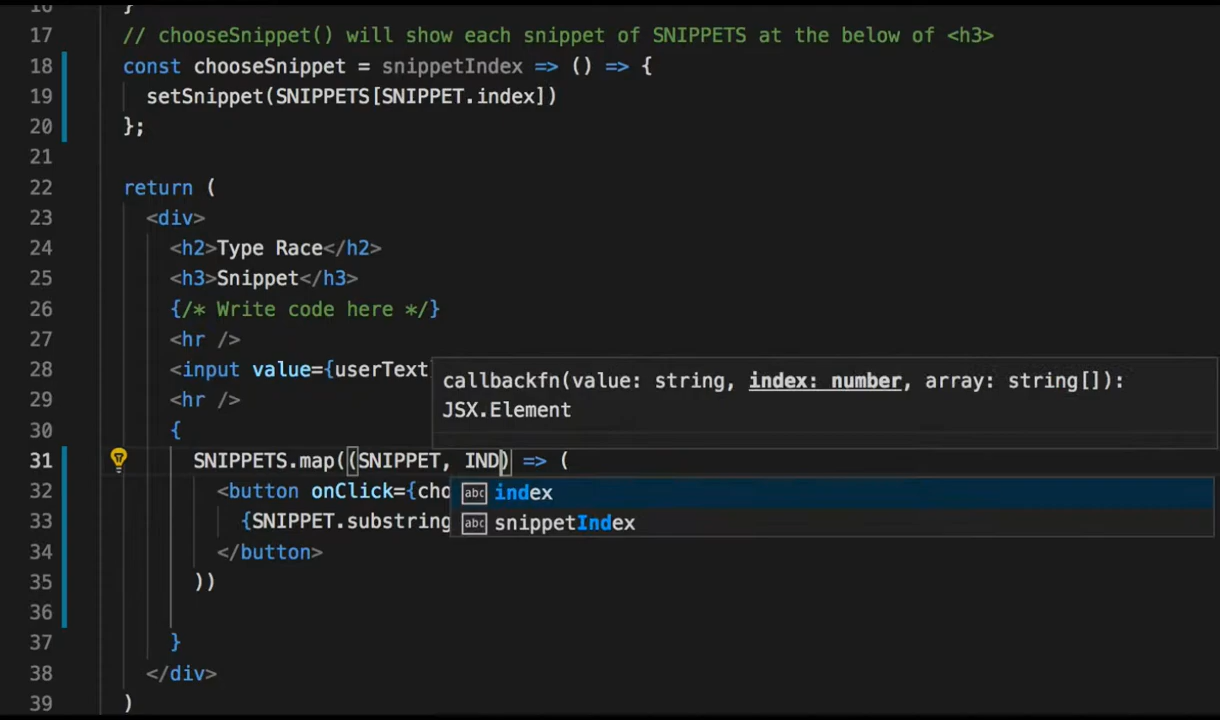 17 // chooseSnippet() will show each snippet of SNIPPETS at the below of <h3>
18 const chooseSnippet = snippetIndex => () => {
19 setSnippet(SNIPPETS[SNIPPET.index])
20 };
21
22 return (
23 <div>
24 <h2>Type Race</h2>
25 <h3>Snippet</h3>
26 {/* Write code here */}
27 <hr />
28 <input value={userText
callbackfn(value: string, index: number, array: string[]):
29 <hr />
JSX.Element
30 {
31 SNIPPETS.map((SNIPPET, IND) => (
32 <button onClick={cho
abc index
33 {SNIPPET.substring
abc snippetIndex
34 </button>
35 ))
36
37 }
38 </div>
39 )